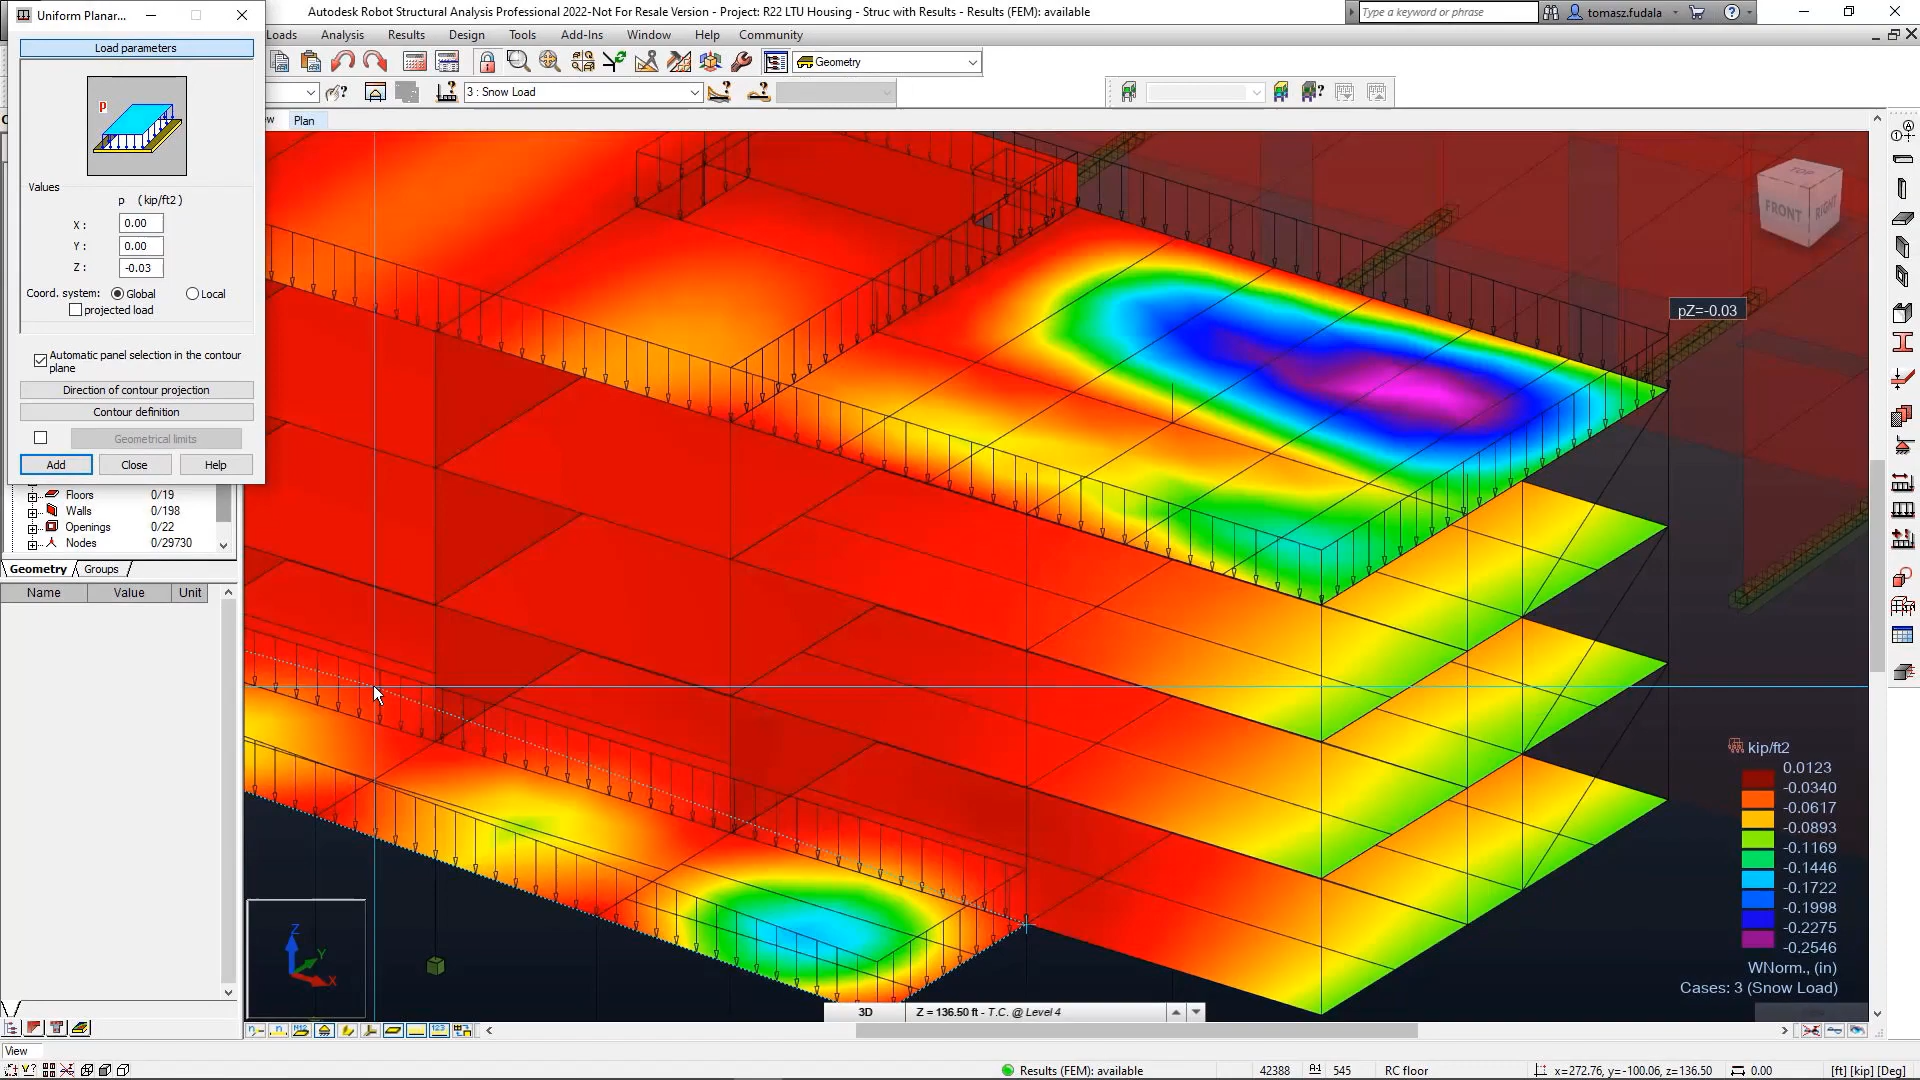 Uniform Planar...
Autodesk Robot Structural Analysis Professional 2022-Not For Resale Version - Project: R22 LTU Housing - Struc with Results - Results (FEM): available
Type a keyword or phrase
tomasz.fudala
Loads Analysis Results Design Tools Add-Ins Window Help Community
Geometry
3 : Snow Load
Plan
Load parameters
p
Values
p (kip/ft2 )
X : 0.00
Y : 0.00
Z : -0.03
Coord. system: Global Local
projected load
Automatic panel selection in the contour
plane
Direction of contour projection
Contour definition
Geometrical limits
Add Close Help
Floors 0/19
Walls 0/198
Openings 0/22
Nodes 0/29730
Geometry Groups
Name Value Unit
TOP
FRONT
RIGHT
pZ=-0.03
kip/ft2
0.0123
-0.0340
-0.0617
-0.0893
-0.1169
-0.1446
-0.1722
-0.1998
-0.2275
-0.2546
WNorm., (in)
Cases: 3 (Snow Load)
Z
Y
X
3D Z = 136.50 ft - T.C. @ Level 4
View
Results (FEM): available 42388 545 RC floor x=272.76, y=-100.06, z=136.50 0.00 [ft] [kip] [Deg]